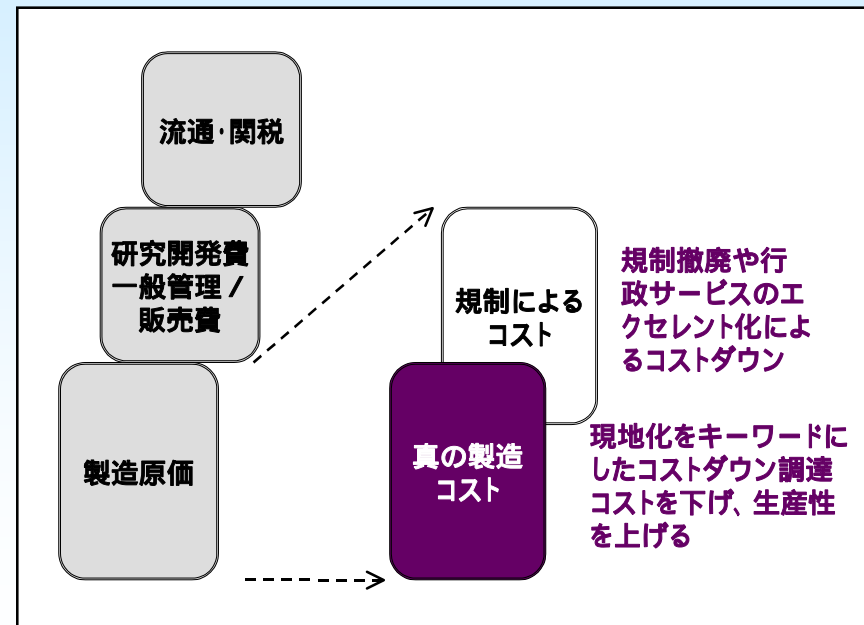 流通・関税
研究開発費
一般管理 /
販売費
製造原価
規制による
コスト
真の製造
コスト
規制撤廃や行
政サービスのエ
クセレント化によ
るコストダウン
現地化をキーワードに
したコストダウン調達
コストを下げ、生産性
を上げる